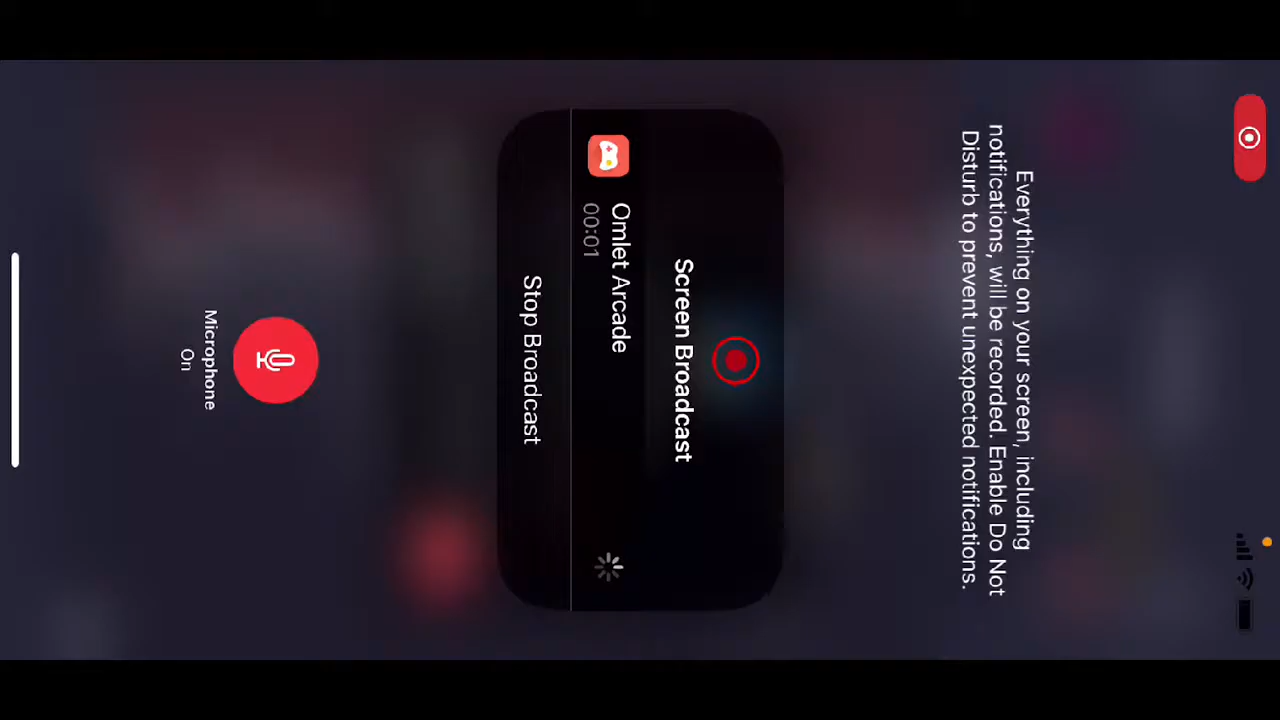 Everything on your screen, including
notifications, will be recorded. Enable Do Not
Disturb to prevent unexpected notifications.
Screen Broadcast
Omlet Arcade
00:01
Stop Broadcast
Microphone
On